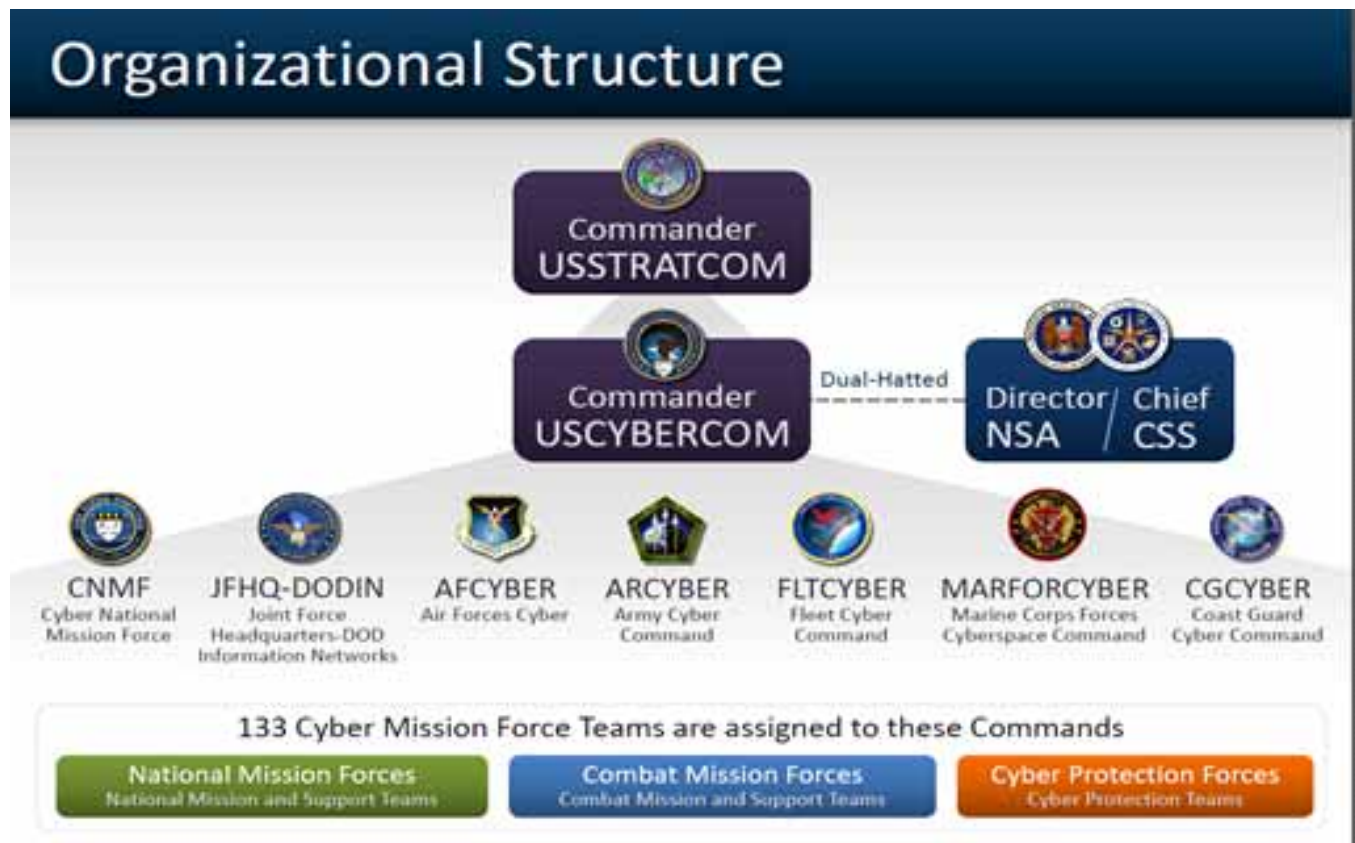 Organizational Structure
Commander
USSTRATCOM
Commander
USCYBERCOM
Dual-Hatted
Director/ Chief
NSA / CSS
CNMF
Cyber National
Mission Force
JFHQ-DODIN
Joint Force
Headquarters-DOD
Information Networks
AFCYBER
Air Forces Cyber
ARCYBER
Army Cyber
Command
FLTCYBER
Fleet Cyber
Command
MARFORCYBER
Marine Corps Forces
Cyberspace Command
CGCYBER
Coast Guard
Cyber Command
133 Cyber Mission Force Teams are assigned to these Commands
National Mission Forces
National Mission and Support Teams
Combat Mission Forces
Combat Mission and Support Teams
Cyber Protection Forces
Cyber Protection Teams